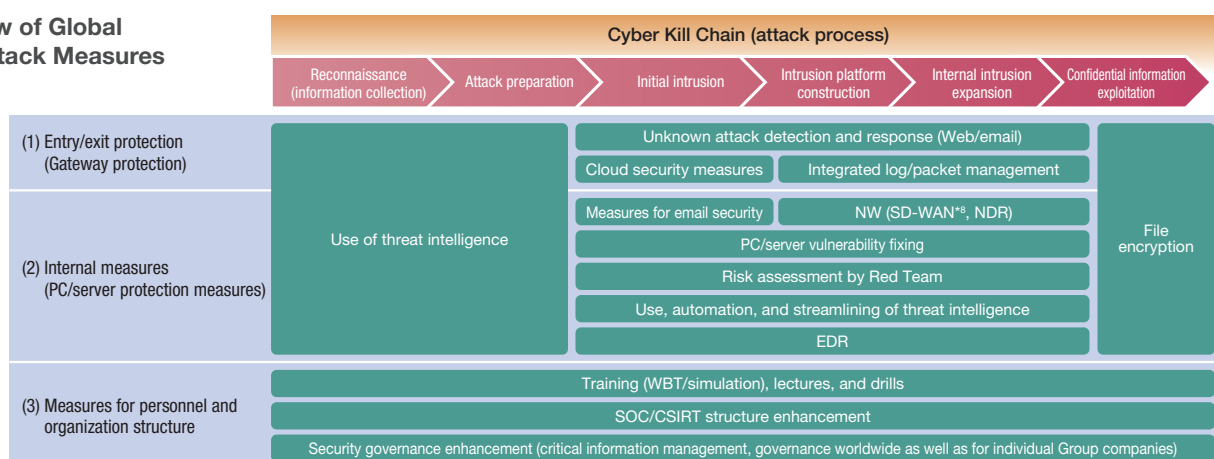 w of Global
tack Measures
Cyber Kill Chain (attack process)
Reconnaissance
(information collection)
Attack preparation
Initial intrusion
Intrusion platform
construction
Internal intrusion
expansion
Confidential information
exploitation
(1) Entry/exit protection
(Gateway protection)
Unknown attack detection and response (Web/email)
Cloud security measures
Integrated log/packet management
(2) Internal measures
(PC/server protection measures)
Use of threat intelligence
Measures for email security
NW (SD-WAN*8, NDR)
PC/server vulnerability fixing
Risk assessment by Red Team
Use, automation, and streamlining of threat intelligence
EDR
File
encryption
(3) Measures for personnel and
organization structure
Training (WBT/simulation), lectures, and drills
SOC/CSIRT structure enhancement
Security governance enhancement (critical information management, governance worldwide as well as for individual Group companies)